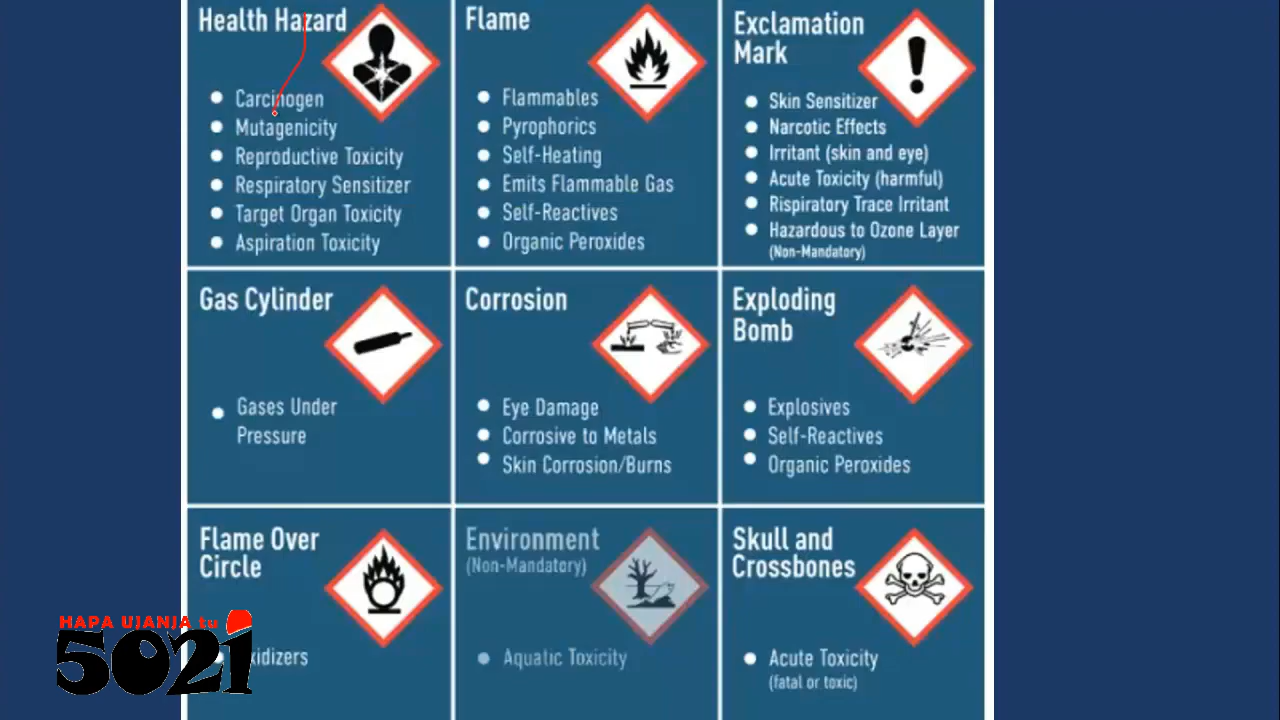 Health Hazard
Carcinogen
Mutagenicity
Reproductive Toxicity
Respiratory Sensitizer
Target Organ Toxicity
Aspiration Toxicity
Flame
Flammables
Pyrophorics
Self-Heating
Emits Flammable Gas
Self-Reactives
Organic Peroxides
Exclamation
Mark
Skin Sensitizer
Narcotic Effects
Irritant (skin and eye)
Acute Toxicity (harmful)
Rispiratory Trace Irritant
Hazardous to Ozone Layer
(Non-Mandatory)
Gas Cylinder
Gases Under
Pressure
Corrosion
Eye Damage
Corrosive to Metals
Skin Corrosion/Burns
Exploding
Bomb
Explosives
Self-Reactives
Organic Peroxides
Flame Over
Circle
xidizers
Environment
(Non-Mandatory)
Aquatic Toxicity
Skull and
Crossbones
Acute Toxicity
(fatal or toxic)
HAPA UJANJA tu
5021